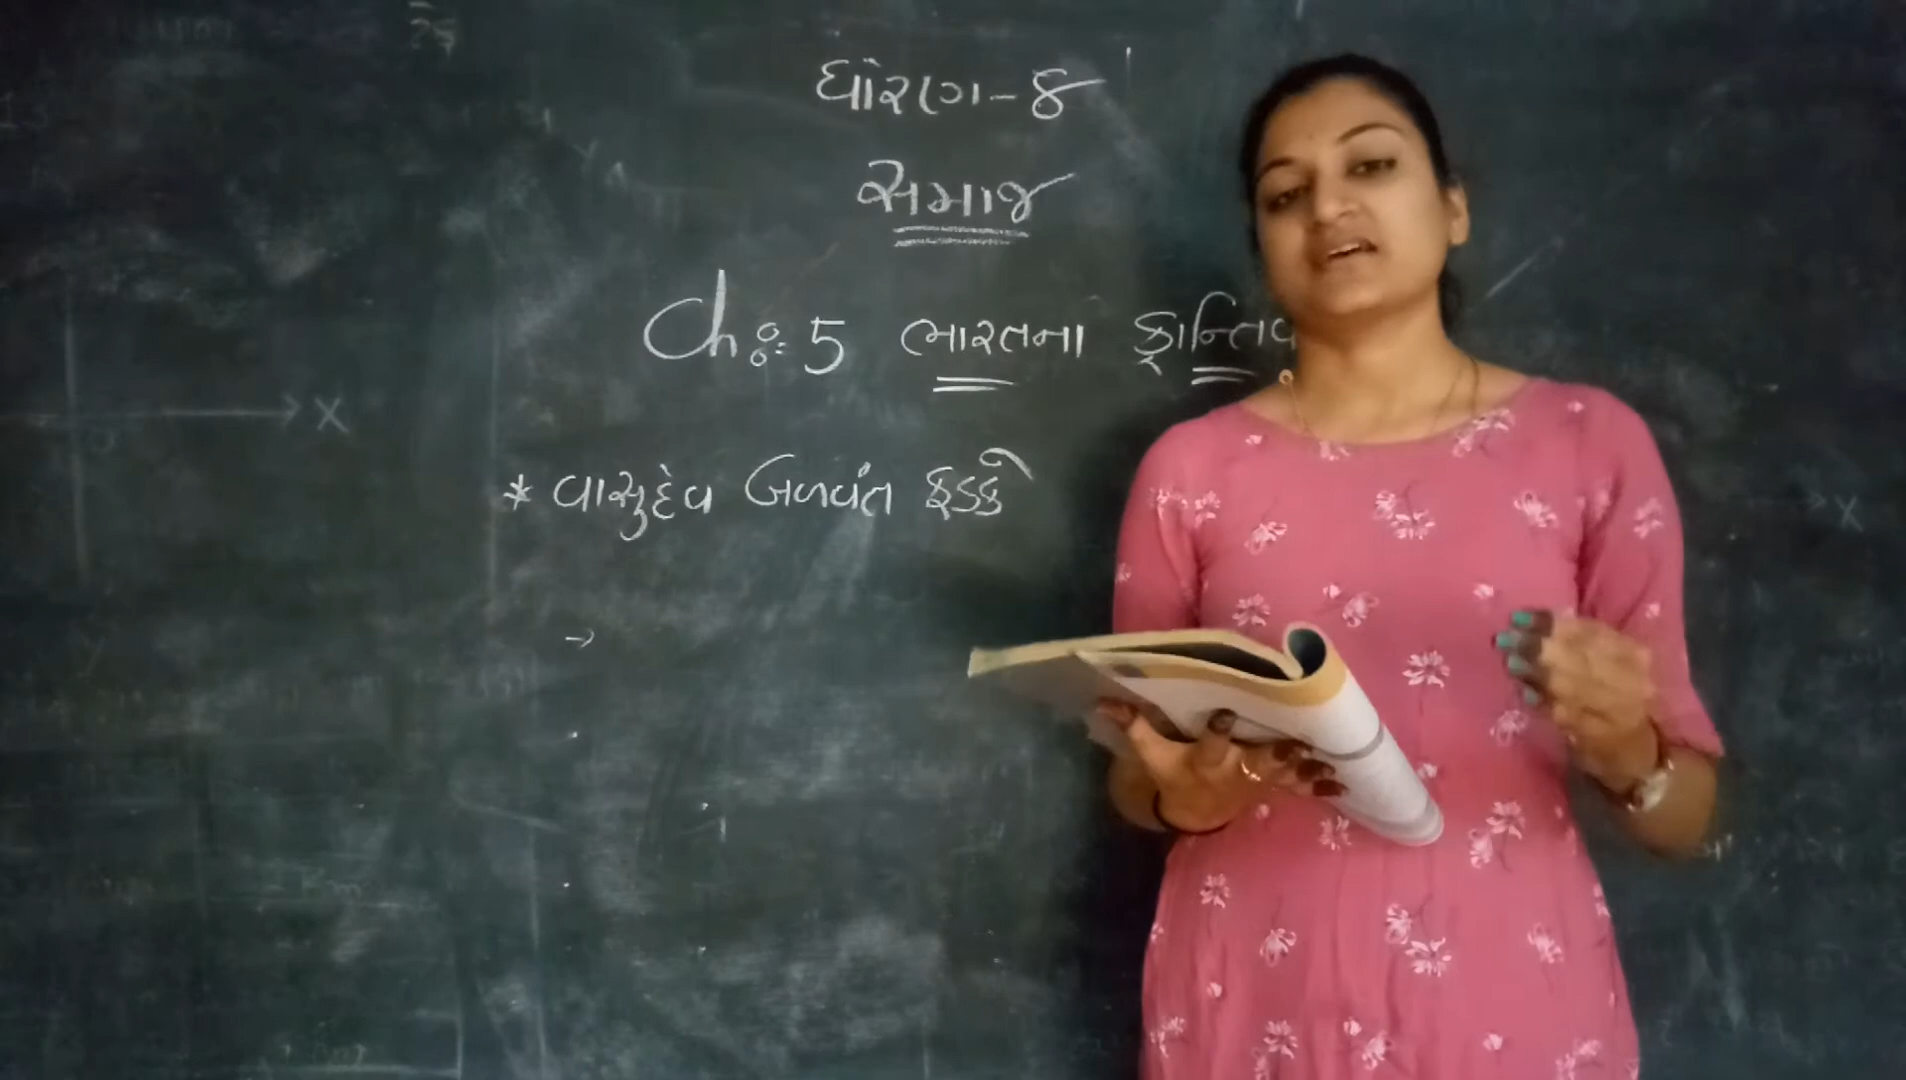 ધોરણ - 8
સમાજ
Ch: 5 ભારતના ક્રાન્તિ
* વાસુદેવ બળવંત ફડકે
→
x
x